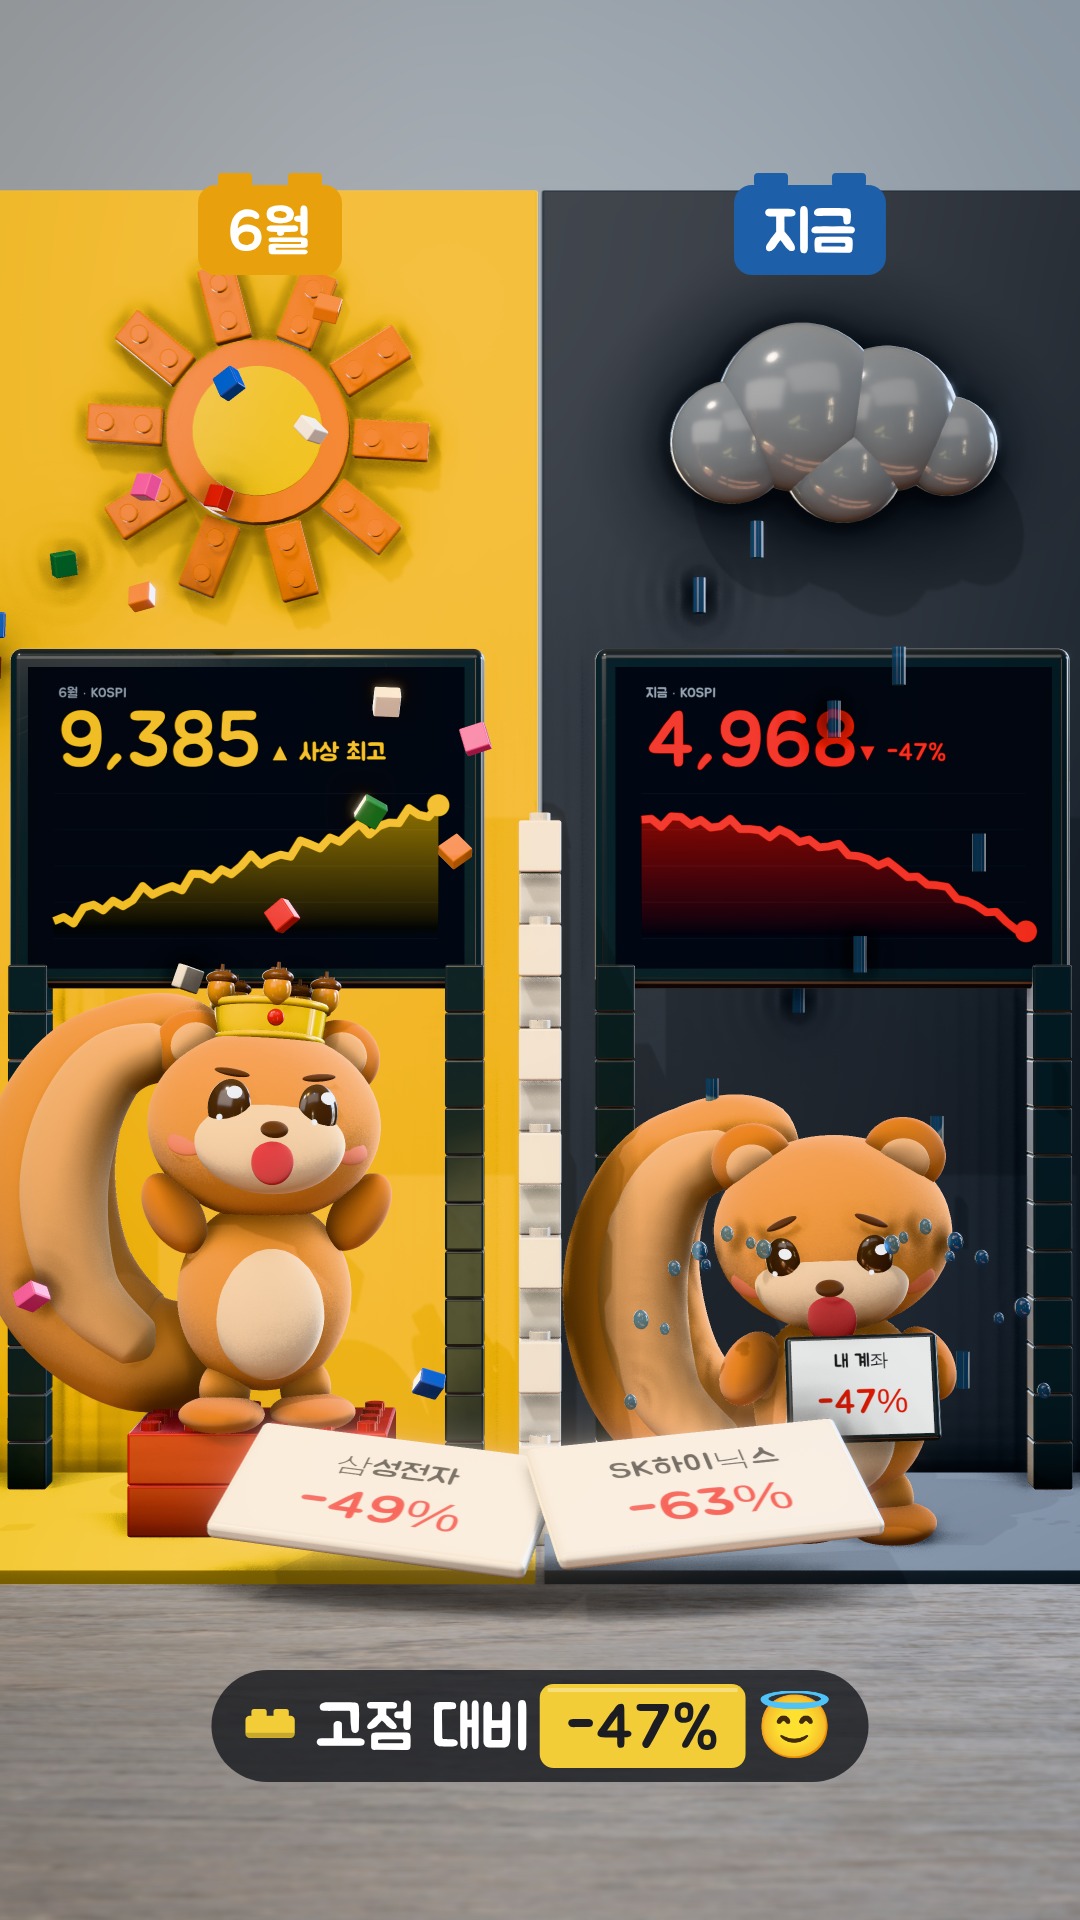 6월
지금
6월 · KOSPI
9,385 ▲ 사상 최고
지금 · KOSPI
4,968 ▼ -47%
내 계좌
-47%
삼성전자
-49%
SK하이닉스
-63%
고점 대비 -47%